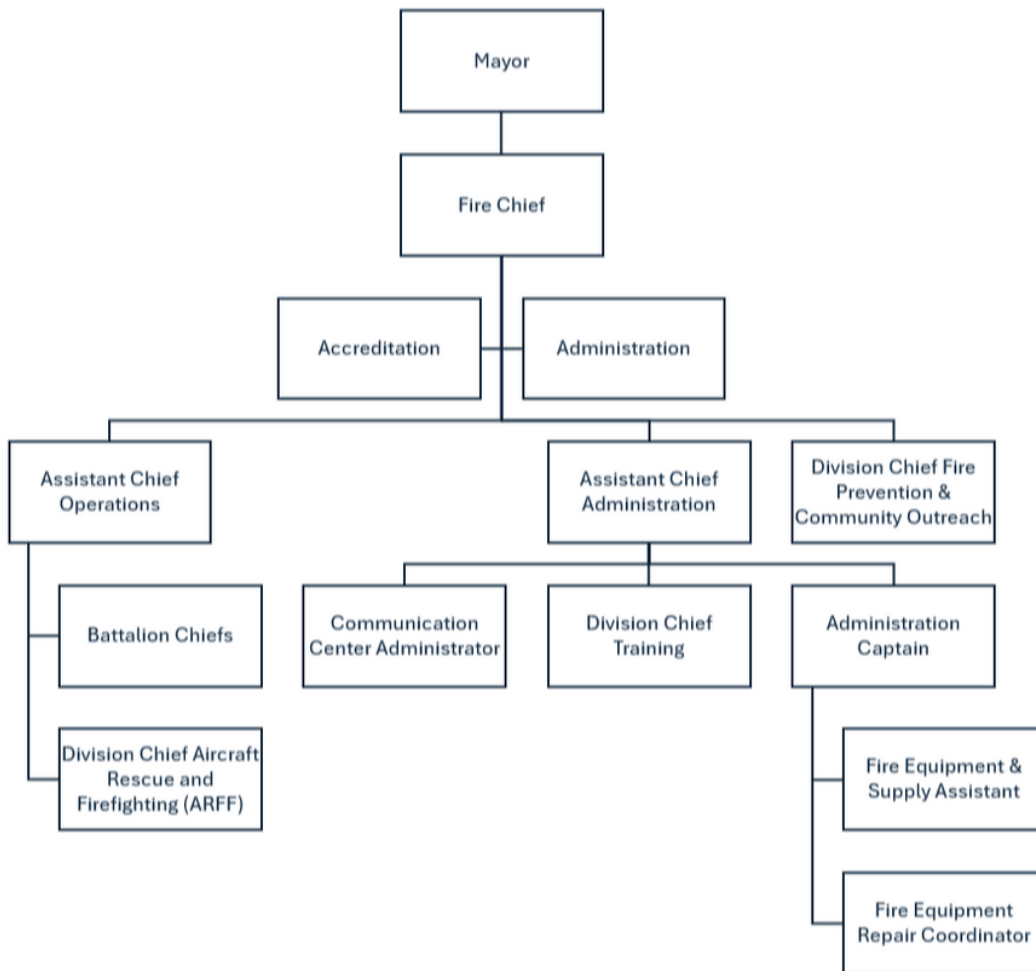 Mayor
Fire Chief
Accreditation
Administration
Assistant Chief
Operations
Assistant Chief
Administration
Division Chief Fire
Prevention &
Community Outreach
Battalion Chiefs
Communication
Center Administrator
Division Chief
Training
Administration
Captain
Division Chief Aircraft
Rescue and
Firefighting (ARFF)
Fire Equipment &
Supply Assistant
Fire Equipment
Repair Coordinator